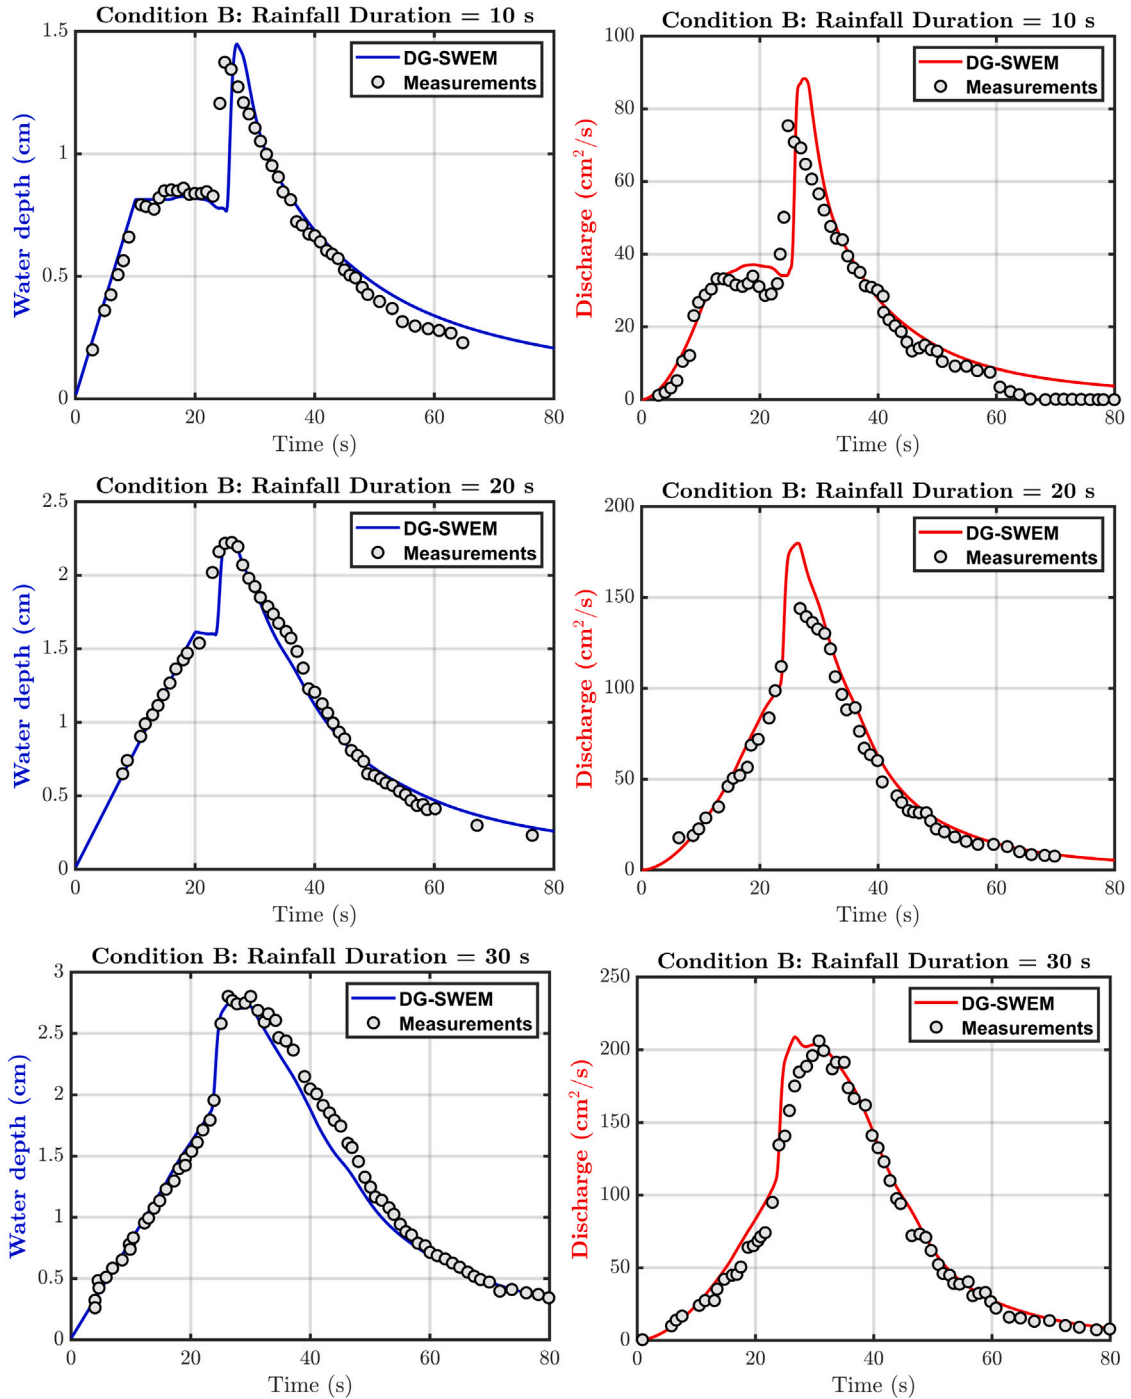 Condition B: Rainfall Duration = 10 s
1.5
1
0.5
0
Water depth (cm)
DG-SWEM
Measurements
0 20 40 60 80
Time (s)
Condition B: Rainfall Duration = 10 s
100
80
60
40
20
0
Discharge (cm²/s)
DG-SWEM
Measurements
0 20 40 60 80
Time (s)
Condition B: Rainfall Duration = 20 s
2.5
2
1.5
1
0.5
0
Water depth (cm)
DG-SWEM
Measurements
0 20 40 60 80
Time (s)
Condition B: Rainfall Duration = 20 s
200
150
100
50
0
Discharge (cm²/s)
DG-SWEM
Measurements
0 20 40 60 80
Time (s)
Condition B: Rainfall Duration = 30 s
3
2.5
2
1.5
1
0.5
0
Water depth (cm)
DG-SWEM
Measurements
0 20 40 60 80
Time (s)
Condition B: Rainfall Duration = 30 s
250
200
150
100
50
0
Discharge (cm²/s)
DG-SWEM
Measurements
0 20 40 60 80
Time (s)